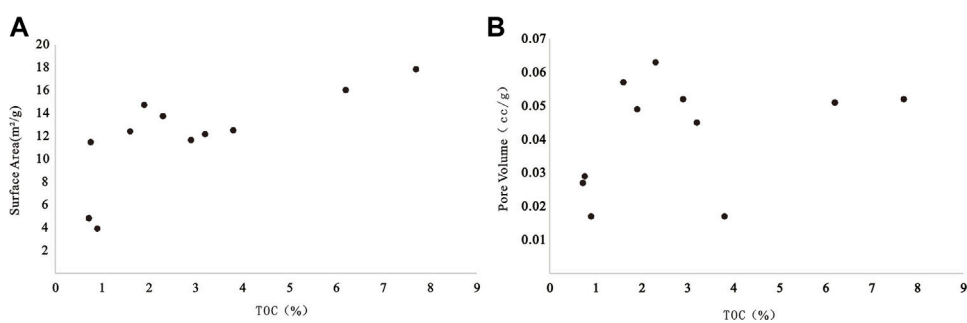 A
20
18
16
14
12
10
8
6
4
2
Surface Area(m²/g)
0 1 2 3 4 5 6 7 8 9
TOC (%)
B
0.07
0.06
0.05
0.04
0.03
0.02
0.01
Pore Volume ( cc/g)
0 1 2 3 4 5 6 7 8 9
TOC (%)